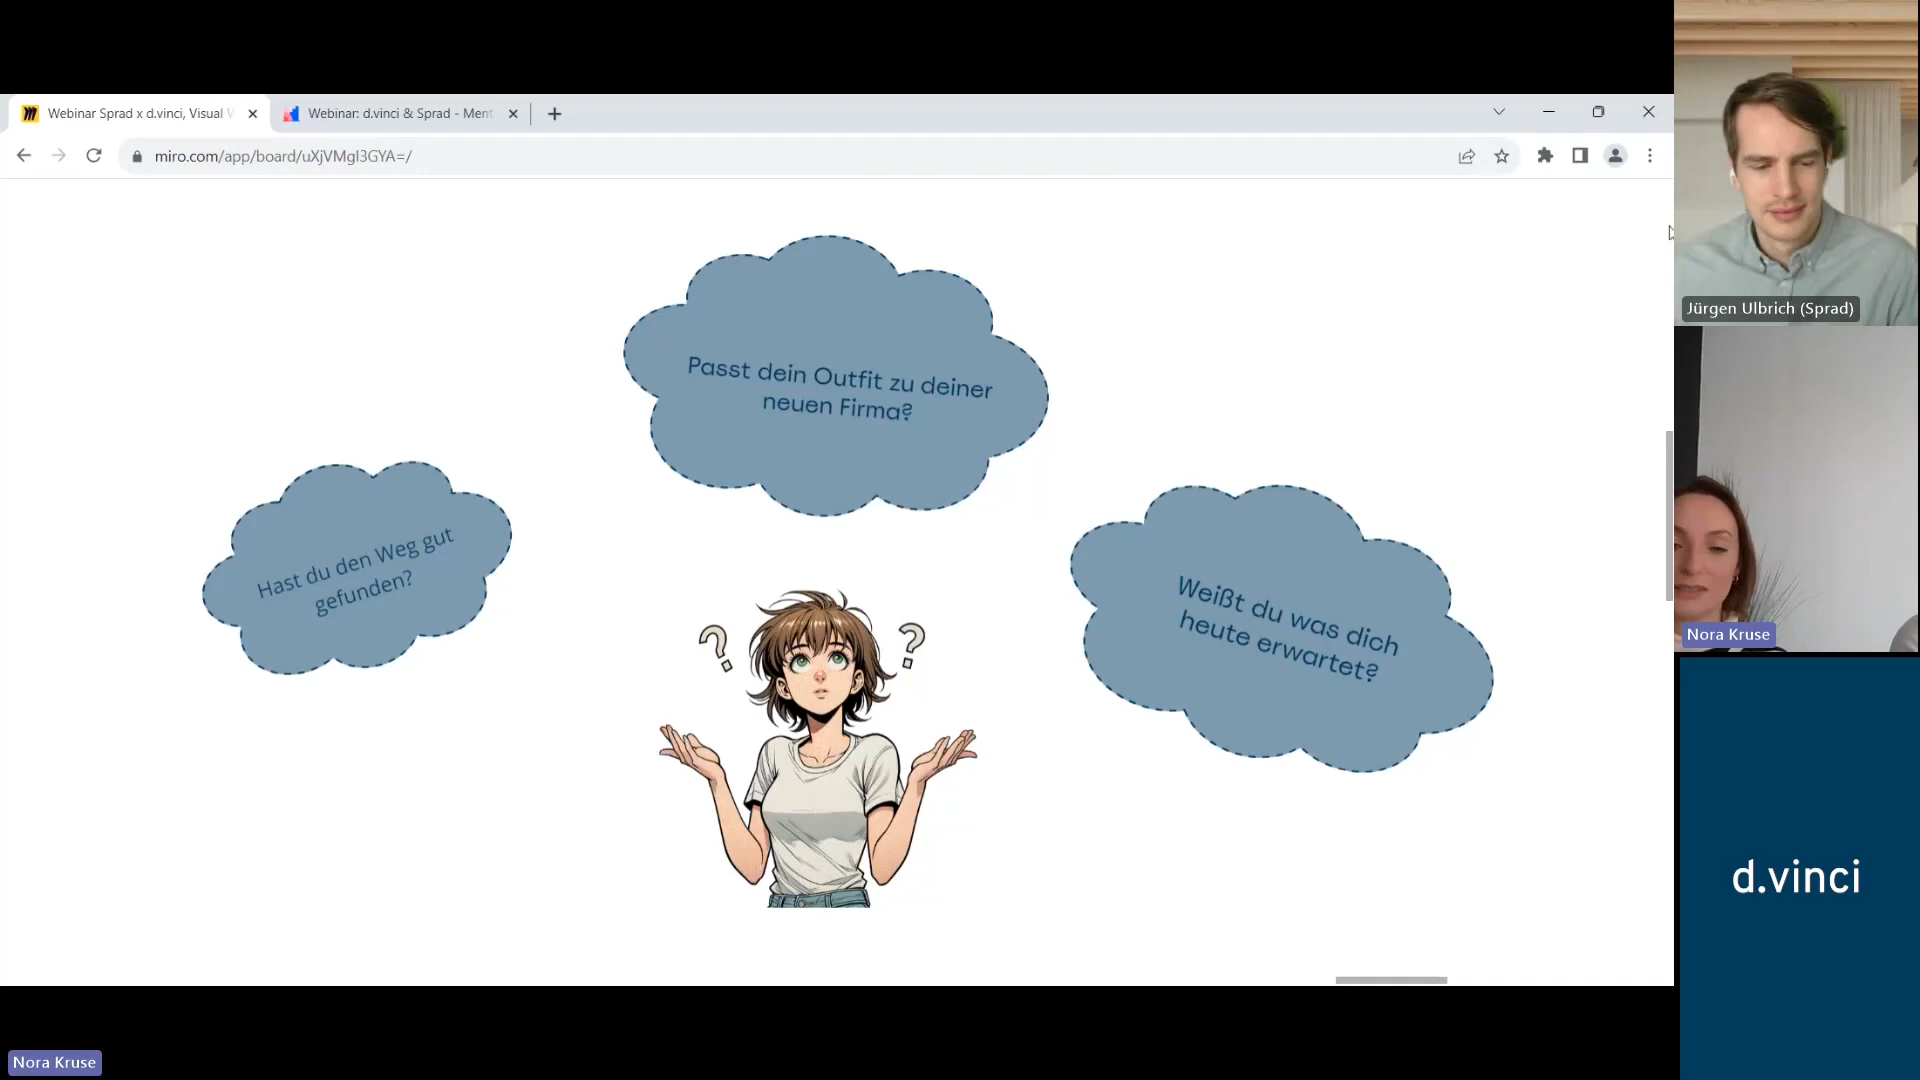 Webinar Sprad x d.vinci, Visual
Webinar: d.vinci & Sprad - Ment
miro.com/app/board/uXjVMgI3GYA=/
Passt dein Outfit zu deiner
neuen Firma?
Hast du den Weg gut
gefunden?
Weißt du was dich
heute erwartet?
? ?
Jürgen Ulbrich (Sprad)
Nora Kruse
d.vinci
Nora Kruse